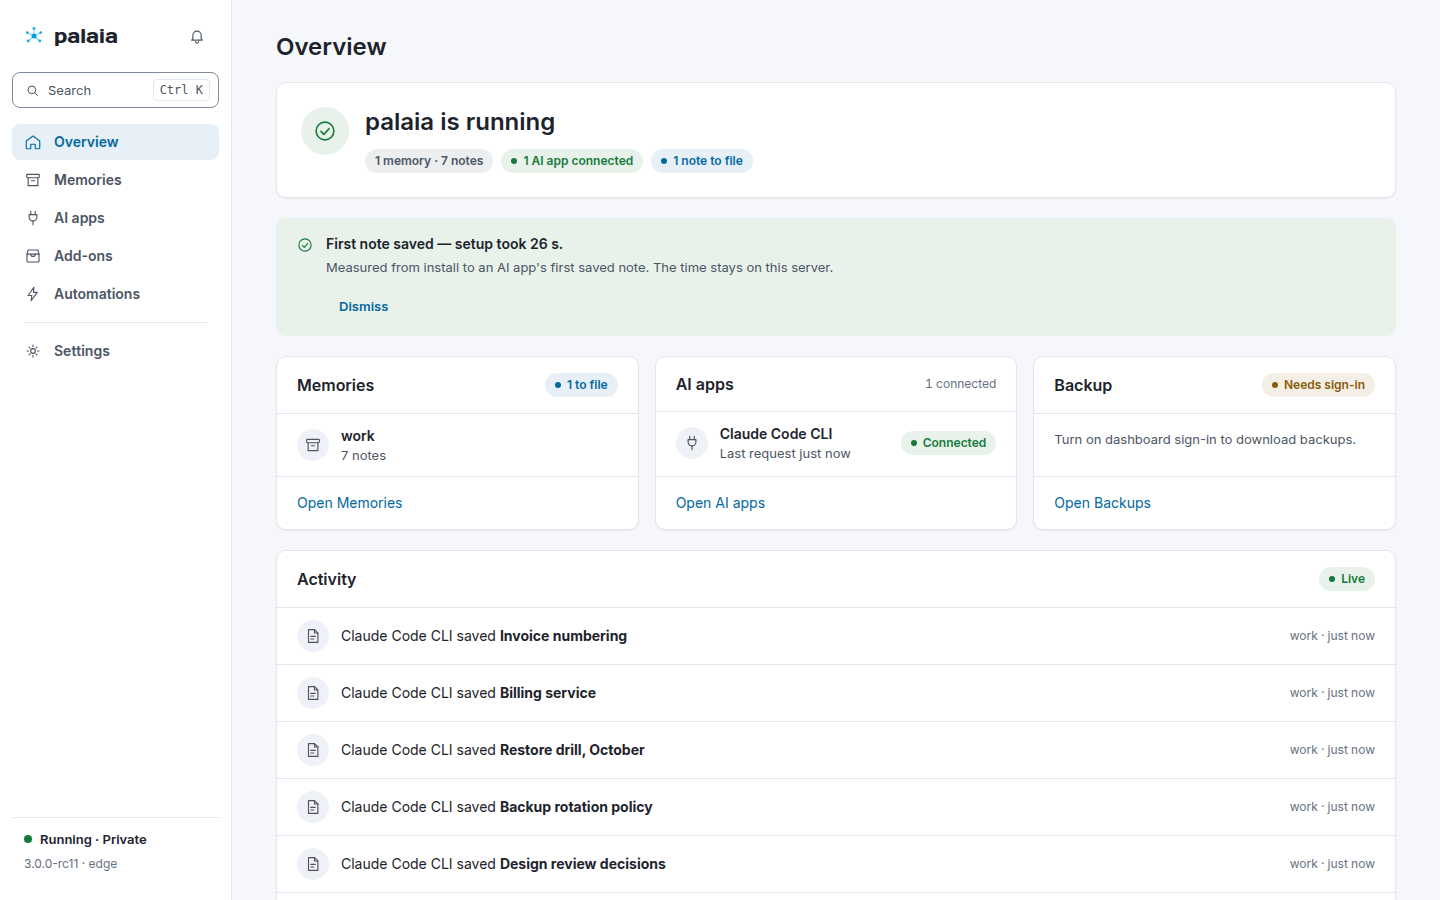 palaia
Search
Ctrl K
Overview
Memories
AI apps
Add-ons
Automations
Settings
Running · Private
3.0.0-rc11 · edge
Overview
palaia is running
1 memory · 7 notes
1 AI app connected
1 note to file
First note saved — setup took 26 s.
Measured from install to an AI app's first saved note. The time stays on this server.
Dismiss
Memories
1 to file
work
7 notes
Open Memories
AI apps
1 connected
Claude Code CLI
Last request just now
Connected
Open AI apps
Backup
Needs sign-in
Turn on dashboard sign-in to download backups.
Open Backups
Activity
Live
Claude Code CLI saved Invoice numbering
work · just now
Claude Code CLI saved Billing service
work · just now
Claude Code CLI saved Restore drill, October
work · just now
Claude Code CLI saved Backup rotation policy
work · just now
Claude Code CLI saved Design review decisions
work · just now